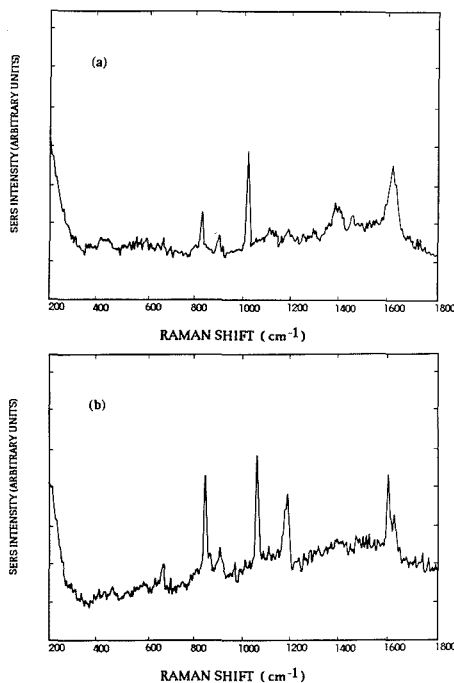 SERS INTENSITY (ARBITRARY UNITS)
(a)
200 400 600 800 1000 1200 1400 1600 1800
RAMAN SHIFT ( cm-1 )
SERS INTENSITY (ARBITRARY UNITS)
(b)
200 400 600 800 1000 1200 1400 1600 1800
RAMAN SHIFT ( cm-1 )